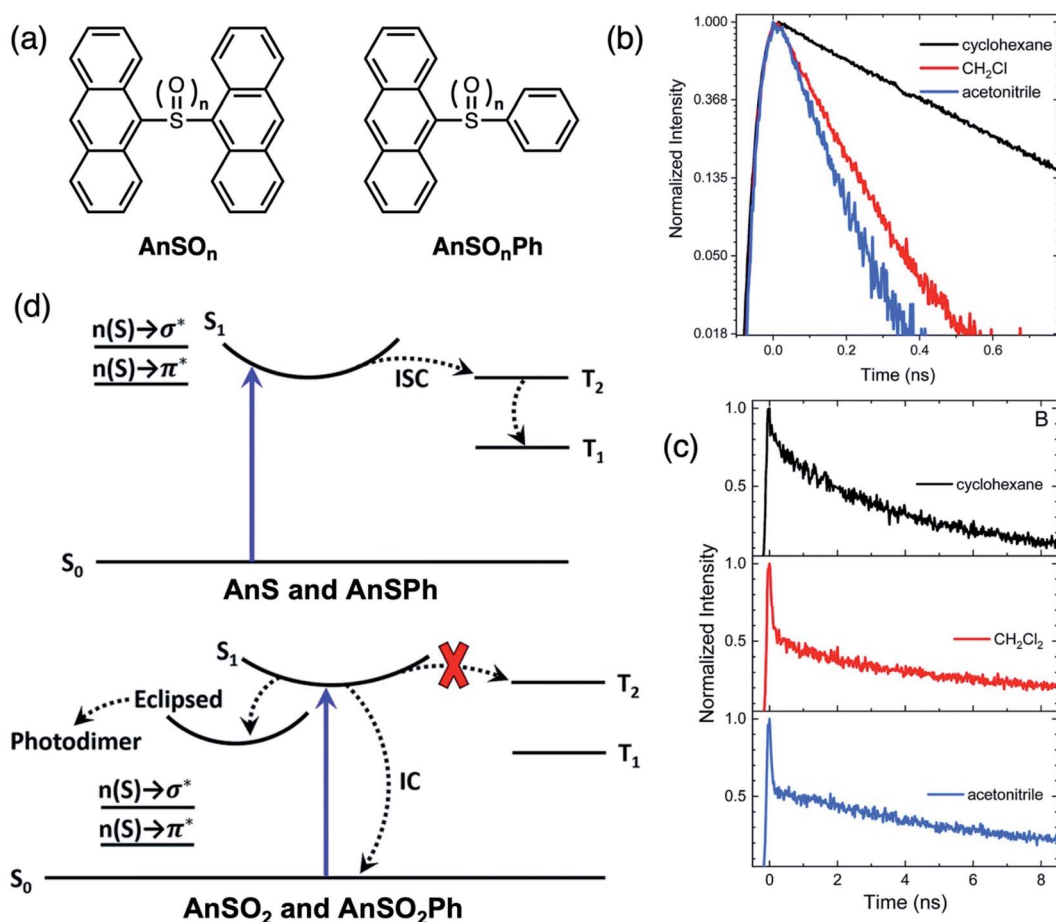 (a)
( O )n
S
( O )n
S
AnSOn
AnSOnPh
(b)
1.000
0.368
0.135
0.050
0.018
Normalized Intensity
cyclohexane
CH2Cl
acetonitrile
0.0
0.2
0.4
0.6
Time (ns)
(d)
n(S)→σ*
n(S)→π*
S1
ISC
T2
T1
S0
AnS and AnSPh
S1
Eclipsed
Photodimer
T2
T1
n(S)→σ*
n(S)→π*
IC
S0
AnSO2 and AnSO2Ph
(c)
B
1.0
0.5
cyclohexane
1.0
0.5
CH2Cl2
1.0
0.5
acetonitrile
Normalized Intensity
0
2
4
6
8
Time (ns)